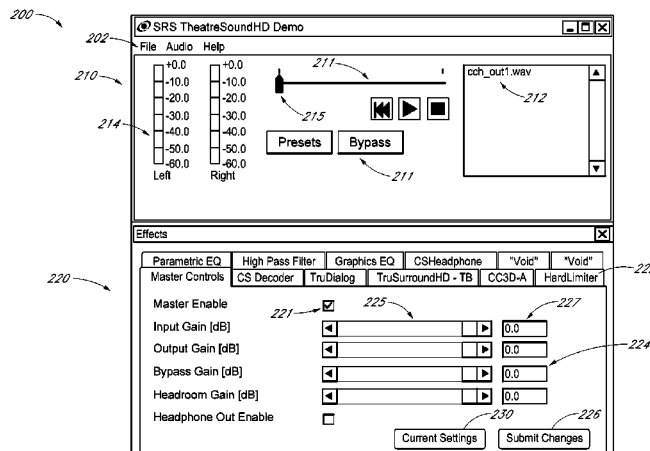 200
SRS TheatreSoundHD Demo
202
File Audio Help
210
+0.0 +0.0
211
-10.0 -10.0
cch_out1.wav
-20.0 -20.0
215
212
-30.0 -30.0
214
-40.0 -40.0
Presets Bypass
-50.0 -50.0
-60.0 -60.0
211
Left Right
Effects
220
Parametric EQ High Pass Filter Graphics EQ CSHeadphone "Void" "Void"
Master Controls CS Decoder TruDialog TruSurroundHD - TB CC3D-A HardLimiter
Master Enable 221 225 227
Input Gain [dB] 0.0
Output Gain [dB] 0.0
224
Bypass Gain [dB] 0.0
Headroom Gain [dB] 0.0
Headphone Out Enable 230 226
Current Settings Submit Changes